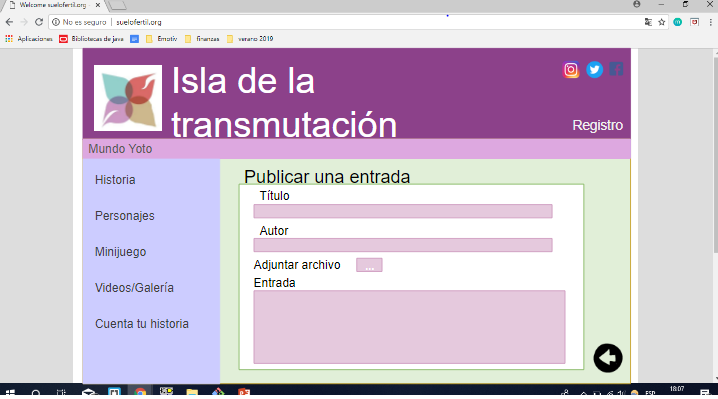 Welcome suelofertil.org
No es seguro | suelofertil.org
Aplicaciones Bibliotecas de java Emotiv finanzas verano 2019
Isla de la
transmutación
Registro
Mundo Yoto
Historia
Personajes
Minijuego
Videos/Galería
Cuenta tu historia
Publicar una entrada
Título
Autor
Adjuntar archivo ...
Entrada
ESP
18:07